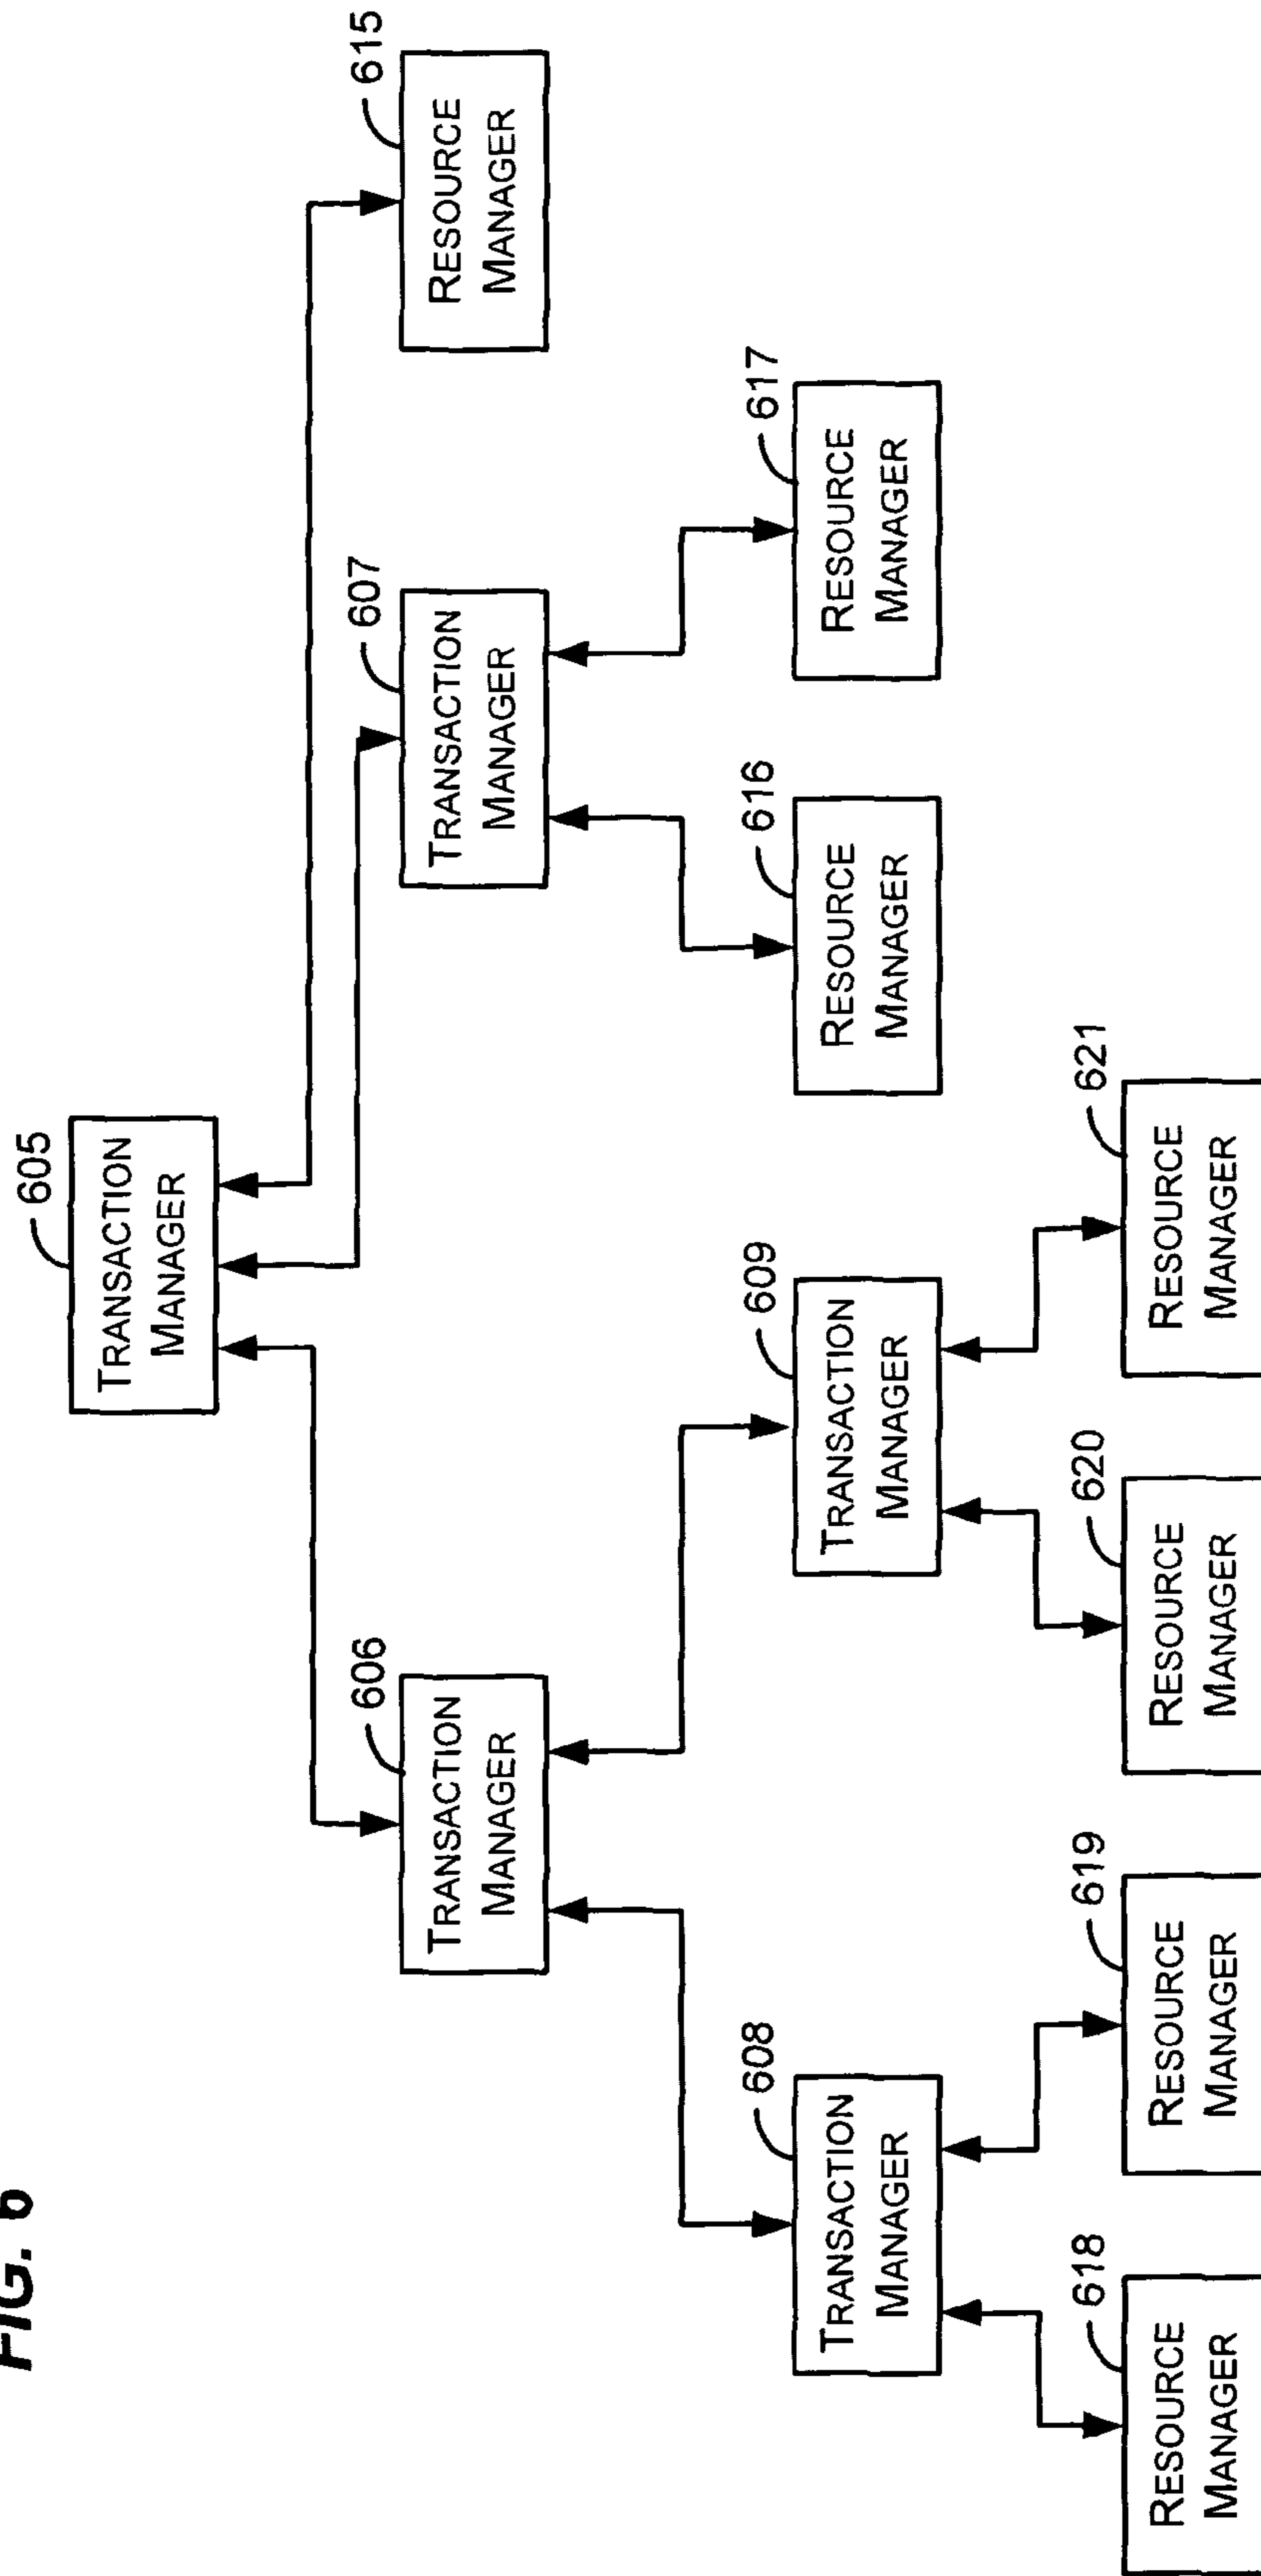 FIG. 6
605
TRANSACTION
MANAGER
606
TRANSACTION
MANAGER
607
TRANSACTION
MANAGER
615
RESOURCE
MANAGER
608
TRANSACTION
MANAGER
609
TRANSACTION
MANAGER
616
RESOURCE
MANAGER
617
RESOURCE
MANAGER
618
RESOURCE
MANAGER
619
RESOURCE
MANAGER
620
RESOURCE
MANAGER
621
RESOURCE
MANAGER